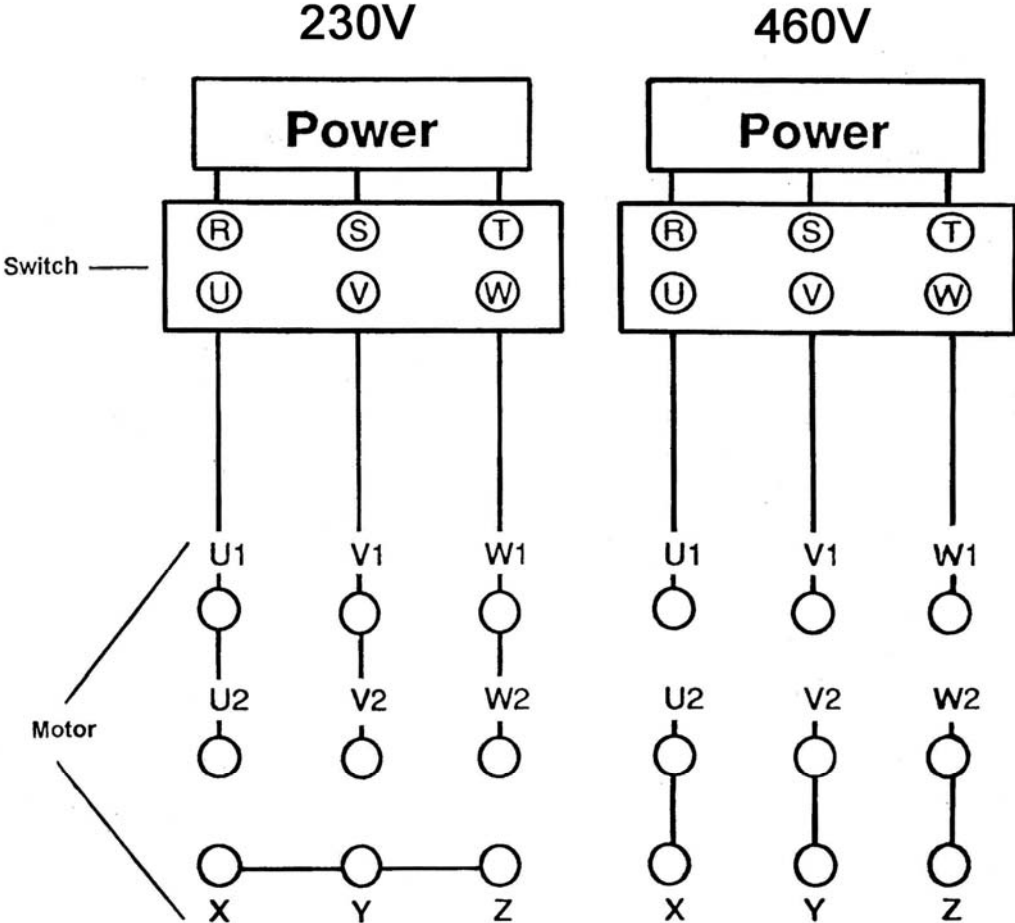 230V 460V
Power Power
R S T R S T
Switch
U V W U V W
U1 V1 W1 U1 V1 W1
U2 V2 W2 U2 V2 W2
Motor
X Y Z X Y Z